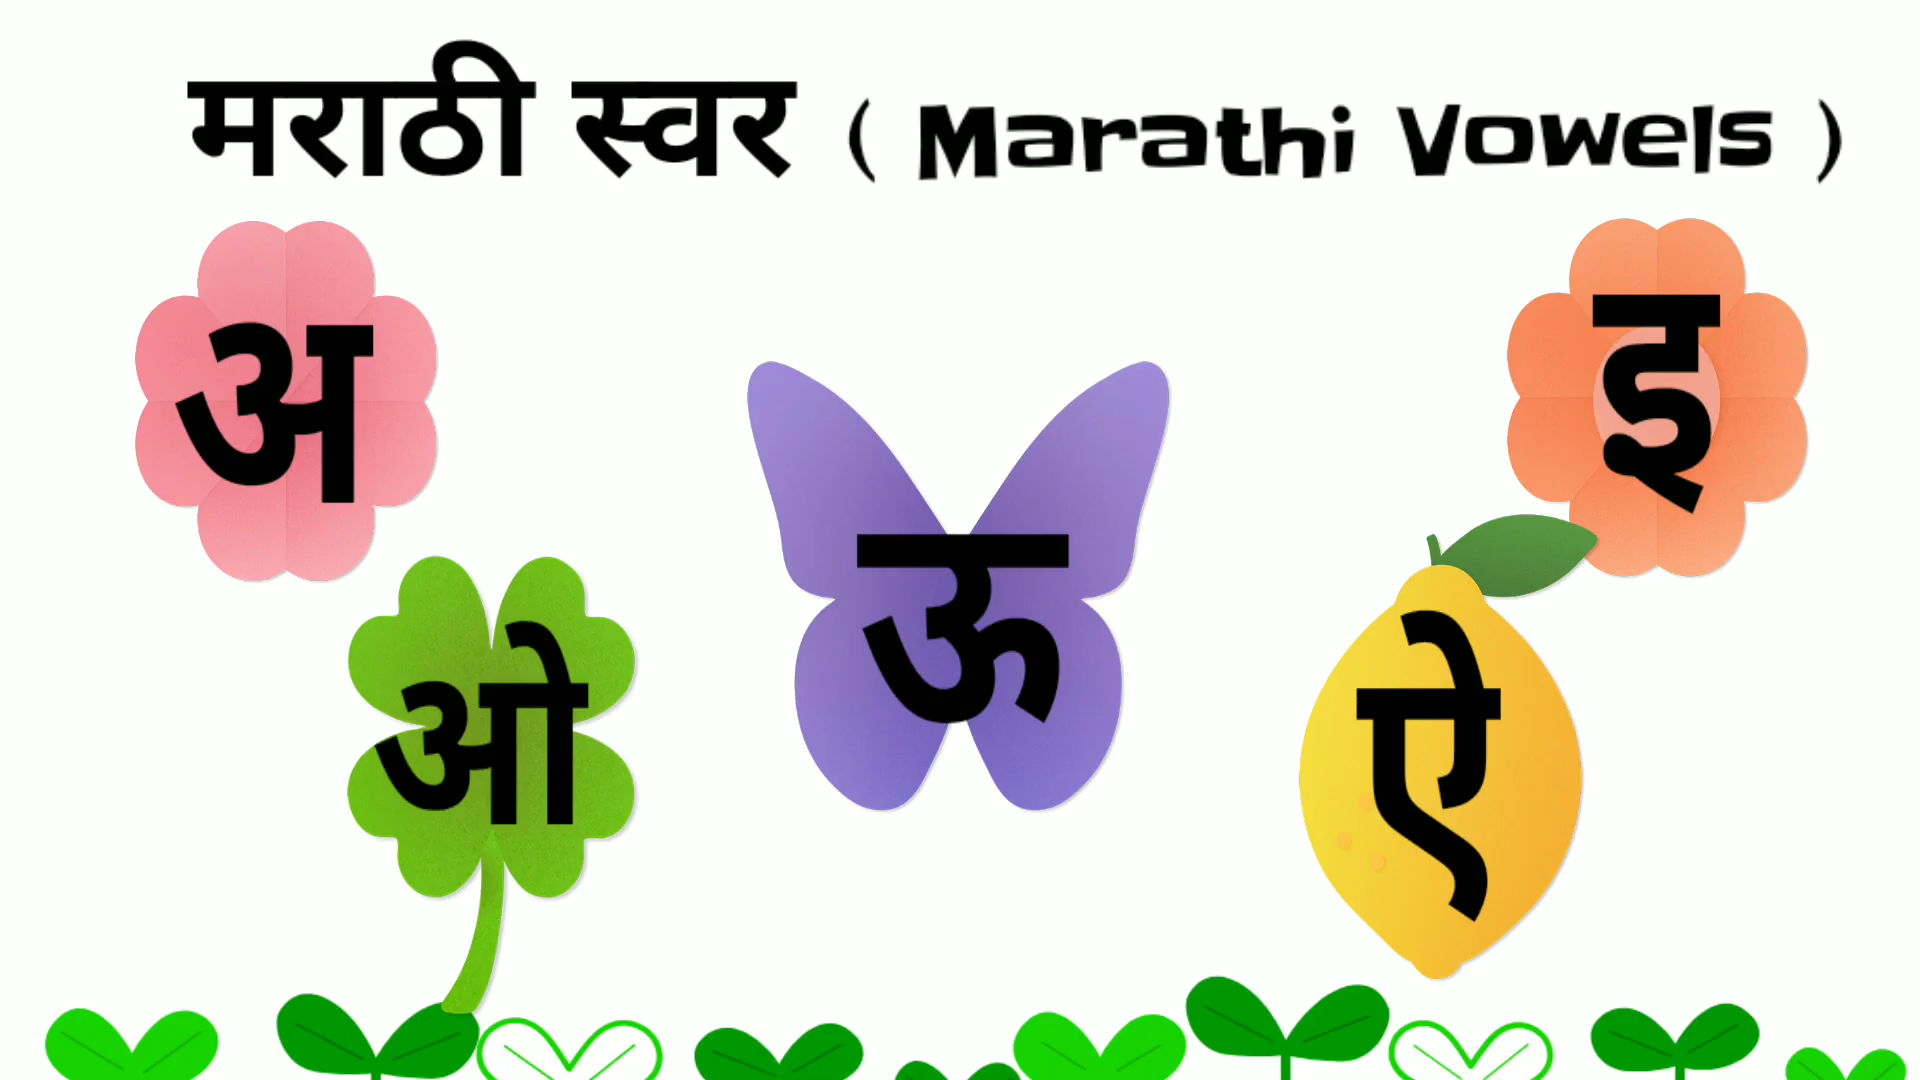 मराठी स्वर ( Marathi Vowels )
अ
इ
ऊ
ओ
ऐ